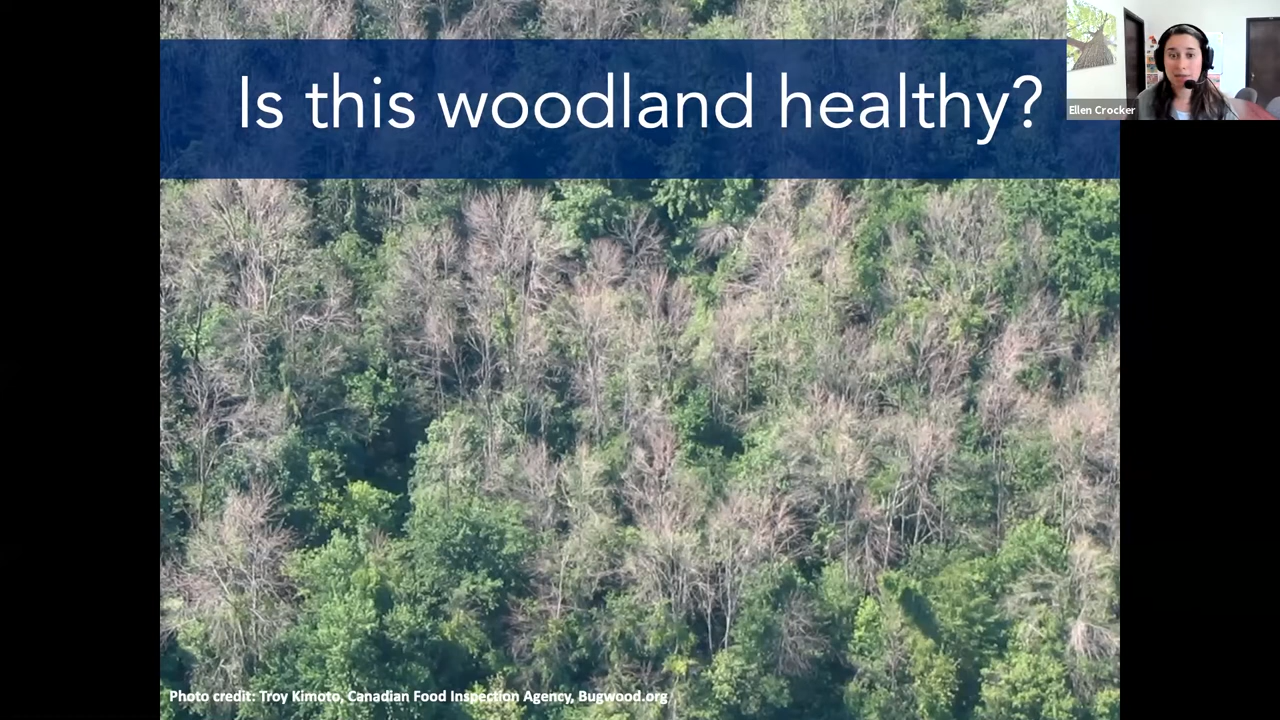 Is this woodland healthy?
Ellen Crocker
Photo credit: Troy Kimoto, Canadian Food Inspection Agency, Bugwood.org